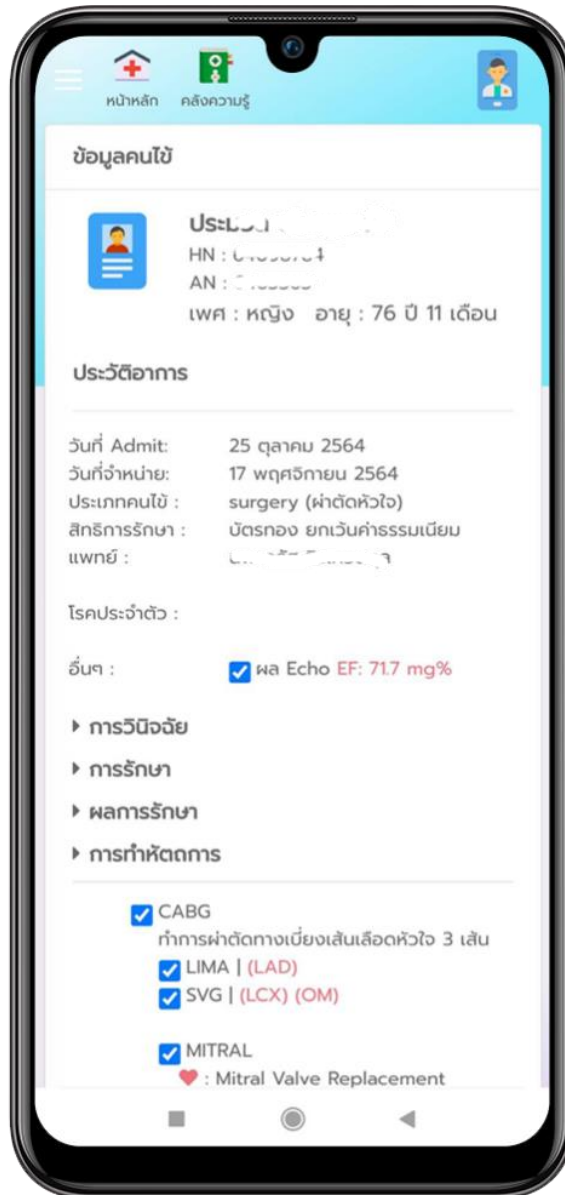 หน้าหลัก คลังความรู้
ข้อมูลคนไข้
HN :
AN :
เพศ : หญิง อายุ : 76 ปี 11 เดือน
ประวัติอาการ
วันที่ Admit: 25 ตุลาคม 2564
วันที่จำหน่าย: 17 พฤศจิกายน 2564
ประเภทคนไข้ : surgery (ผ่าตัดหัวใจ)
สิทธิการรักษา : บัตรทอง ยกเว้นค่าธรรมเนียม
แพทย์ :
โรคประจำตัว :
อื่นๆ : ผล Echo EF: 71.7 mg%
การวินิจฉัย
การรักษา
ผลการรักษา
การทำหัตถการ
CABG
ทำการผ่าตัดทางเบี่ยงเส้นเลือดหัวใจ 3 เส้น
LIMA | (LAD)
SVG | (LCX) (OM)
MITRAL
: Mitral Valve Replacement